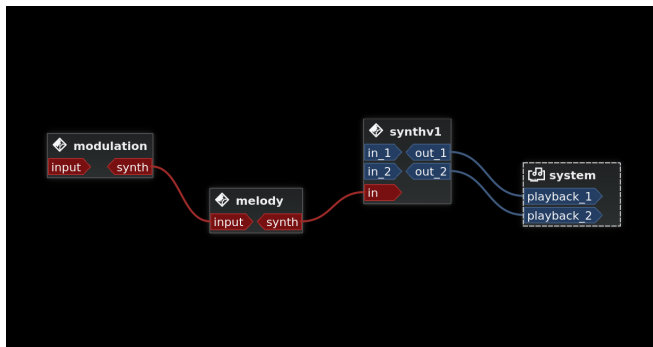 modulation
input synth
melody
input synth
synthv1
in_1 out_1
in_2 out_2
in
system
playback_1
playback_2